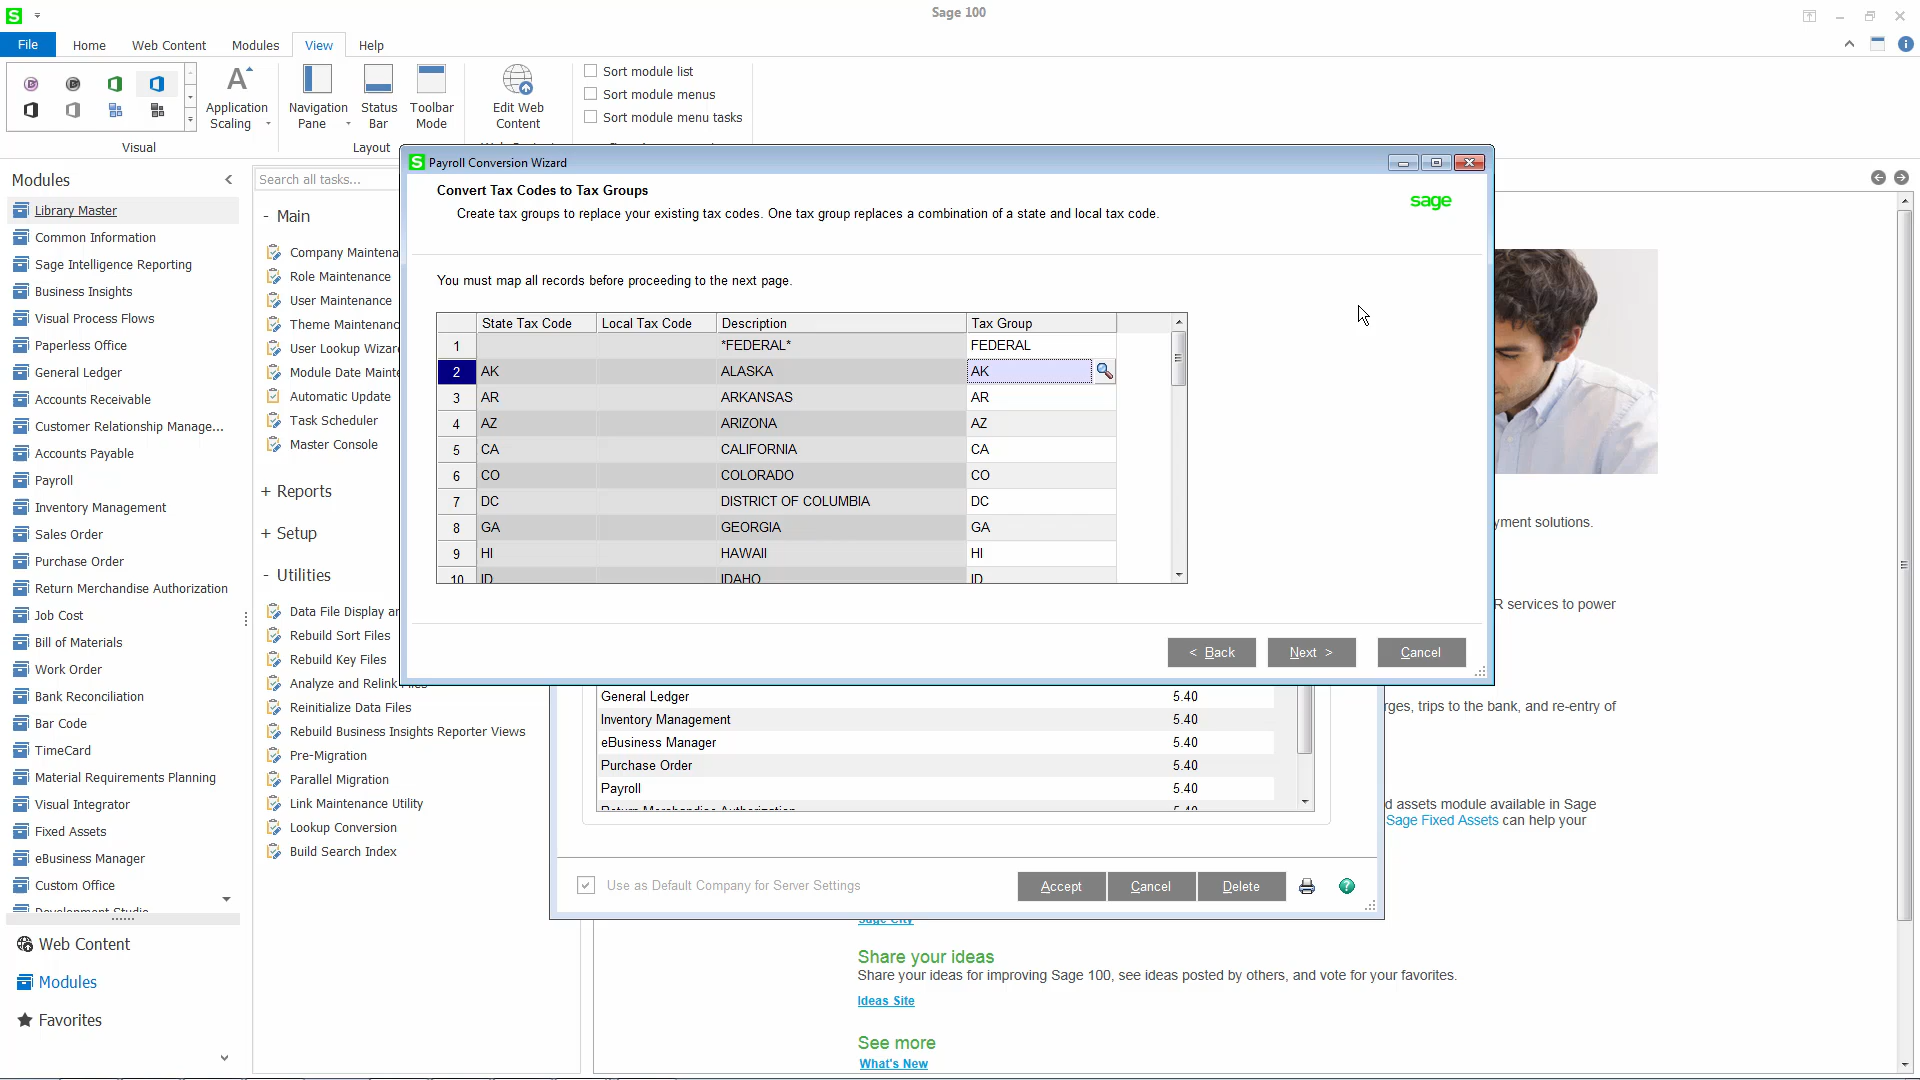 Sage 100
File
Home
Web Content
Modules
View
Help
Application
Scaling
Visual
Navigation
Pane
Status
Bar
Toolbar
Mode
Layout
Edit Web
Content
Sort module list
Sort module menus
Sort module menu tasks
Modules
Library Master
Common Information
Sage Intelligence Reporting
Business Insights
Visual Process Flows
Paperless Office
General Ledger
Accounts Receivable
Customer Relationship Manage...
Accounts Payable
Payroll
Inventory Management
Sales Order
Purchase Order
Return Merchandise Authorization
Job Cost
Bill of Materials
Work Order
Bank Reconciliation
Bar Code
TimeCard
Material Requirements Planning
Visual Integrator
Fixed Assets
eBusiness Manager
Custom Office
Development Studio
Web Content
Modules
Favorites
Search all tasks...
- Main
Company Maintena
Role Maintenance
User Maintenance
Theme Maintenanc
User Lookup Wizar
Module Date Mainte
Automatic Update
Task Scheduler
Master Console
+ Reports
+ Setup
- Utilities
Data File Display an
Rebuild Sort Files
Rebuild Key Files
Analyze and Relink Files
Reinitialize Data Files
Rebuild Business Insights Reporter Views
Pre-Migration
Parallel Migration
Link Maintenance Utility
Lookup Conversion
Build Search Index
Payroll Conversion Wizard
Convert Tax Codes to Tax Groups
Create tax groups to replace your existing tax codes. One tax group replaces a combination of a state and local tax code.
sage
You must map all records before proceeding to the next page.
State Tax Code Local Tax Code Description Tax Group
1 *FEDERAL* FEDERAL
2 AK ALASKA AK
3 AR ARKANSAS AR
4 AZ ARIZONA AZ
5 CA CALIFORNIA CA
6 CO COLORADO CO
7 DC DISTRICT OF COLUMBIA DC
8 GA GEORGIA GA
9 HI HAWAII HI
10 ID IDAHO ID
< Back
Next >
Cancel
General Ledger 5.40
Inventory Management 5.40
eBusiness Manager 5.40
Purchase Order 5.40
Payroll 5.40
Return Merchandise Authorization 5.40
Use as Default Company for Server Settings
Accept
Cancel
Delete
yment solutions.
R services to power
rges, trips to the bank, and re-entry of
d assets module available in Sage
Sage Fixed Assets can help your
Sage City
Share your ideas
Share your ideas for improving Sage 100, see ideas posted by others, and vote for your favorites.
Ideas Site
See more
What's New